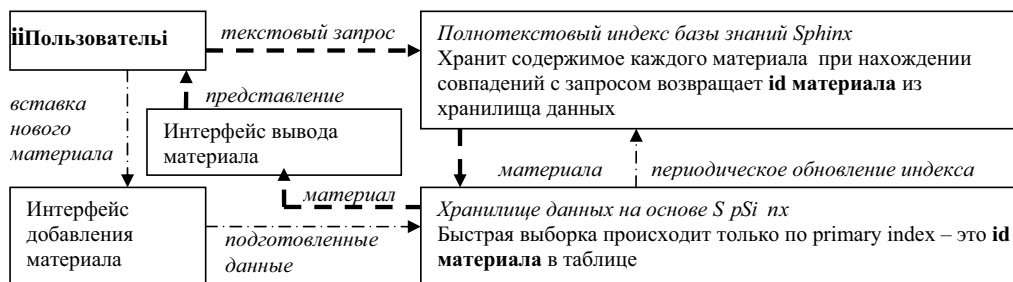 iiПользовательi
текстовый запрос
Полнотекстовый индекс базы знаний Sphinx
Хранит содержимое каждого материала при нахождении
совпадений с запросом возвращает id материала из
хранилища данных
вставка
нового
материала
представление
Интерфейс вывода
материала
материала
периодическое обновление индекса
материал
Интерфейс
добавления
материала
подготовленные
данные
Хранилище данных на основе S pSi nx
Быстрая выборка происходит только по primary index – это id
материала в таблице